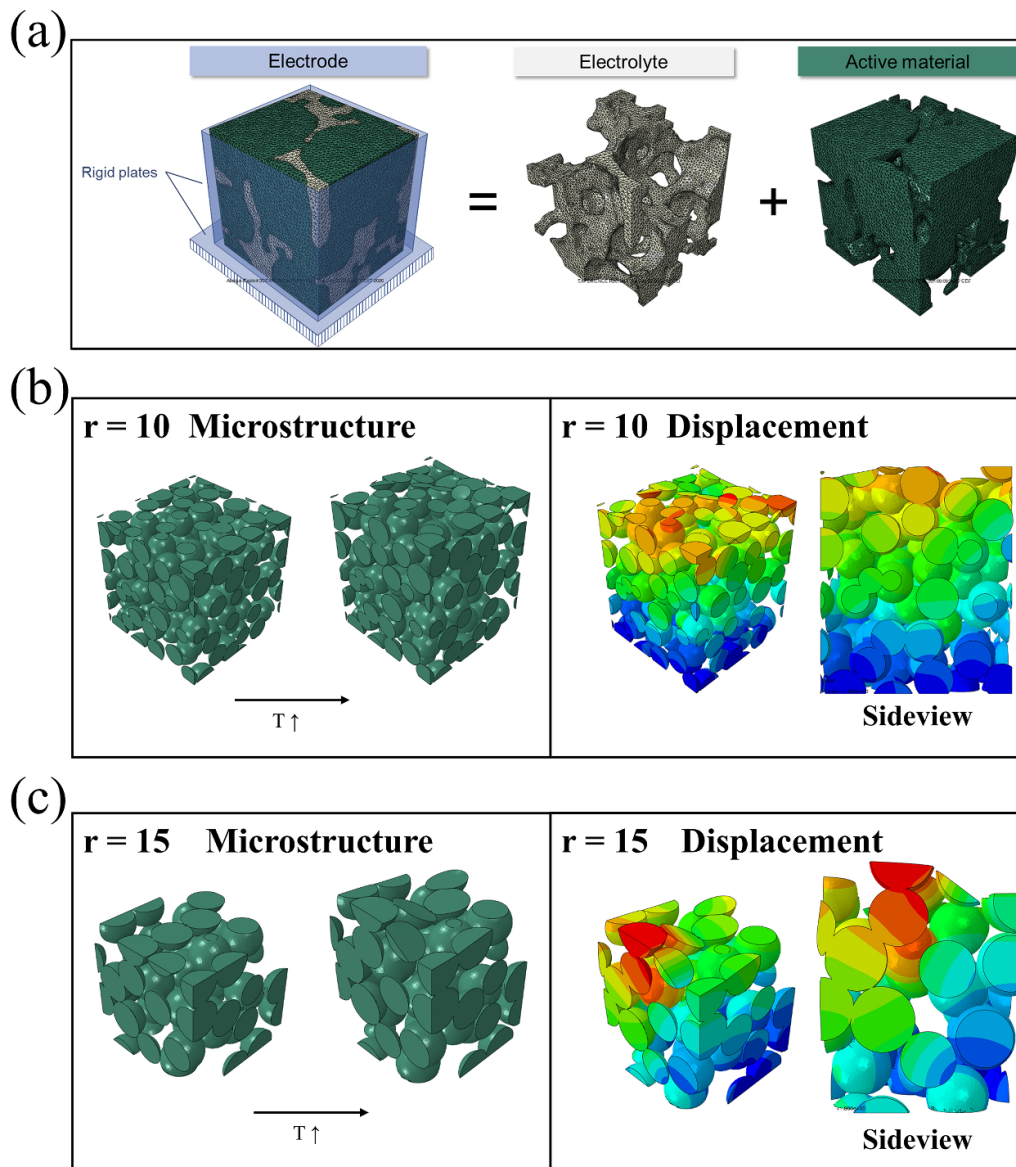 (a)
Electrode
Electrolyte
Active material
Rigid plates
=
+
(b)
r = 10 Microstructure
r = 10 Displacement
T ↑
Sideview
(c)
r = 15 Microstructure
r = 15 Displacement
T ↑
Sideview